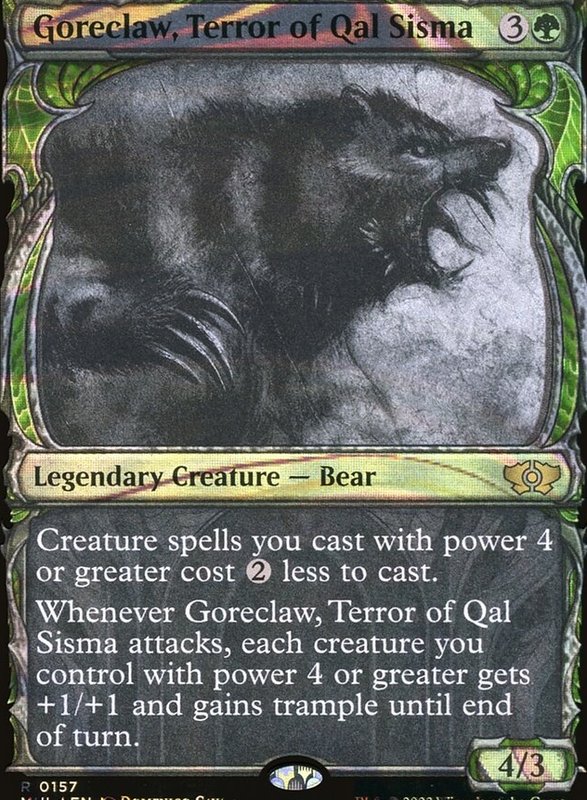 Goreclaw, Terror of Qal Sisma 3
Legendary Creature — Bear
Creature spells you cast with power 4
or greater cost 2 less to cast.
Whenever Goreclaw, Terror of Qal
Sisma attacks, each creature you
control with power 4 or greater gets
+1/+1 and gains trample until end
of turn.
4/3
R 0157